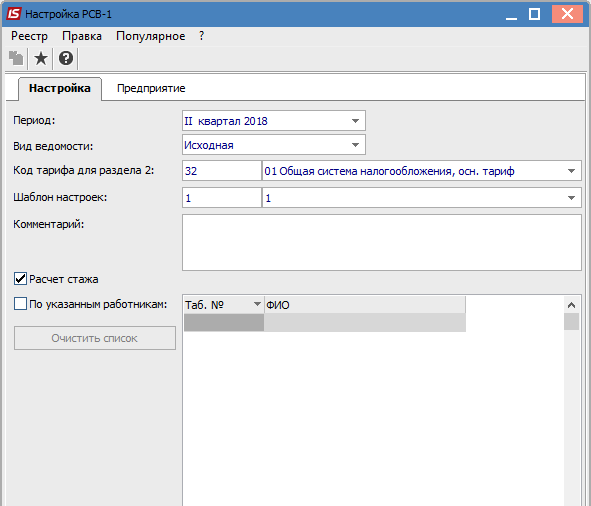 IS Настройка РСВ-1
Реестр Правка Популярное ?
Настройка Предприятие
Период: II квартал 2018
Вид ведомости: Исходная
Код тарифа для раздела 2: 32 01 Общая система налогообложения, осн. тариф
Шаблон настроек: 1 1
Комментарий:
Расчет стажа
По указанным работникам: Таб. № ФИО
Очистить список